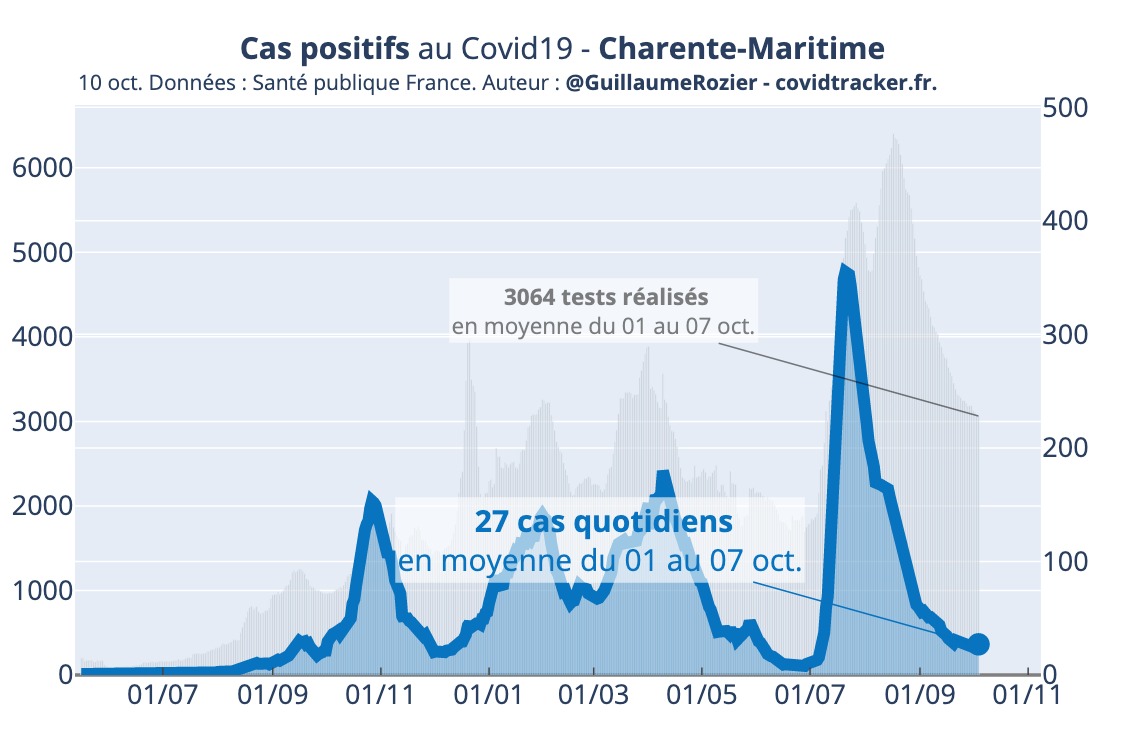 Cas positifs au Covid19 - Charente-Maritime
10 oct. Données : Santé publique France. Auteur : @GuillaumeRozier - covidtracker.fr.
500
6000
400
5000
3064 tests réalisés
en moyenne du 01 au 07 oct.
300
4000
3000
200
2000
27 cas quotidiens
en moyenne du 01 au 07 oct.
100
1000
0
0
01/07 01/09 01/11 01/01 01/03 01/05 01/07 01/09 01/11